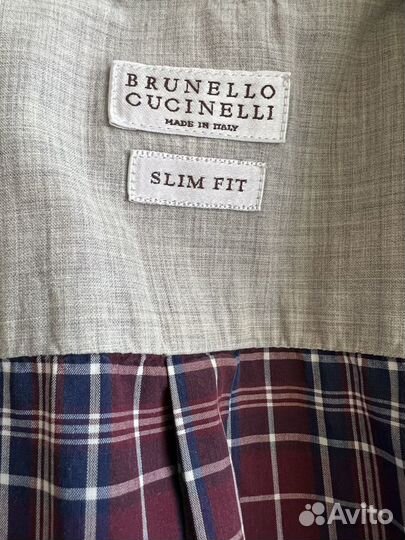 BRUNELLO
CUCINELLI
MADE IN ITALY
SLIM FIT
Avito